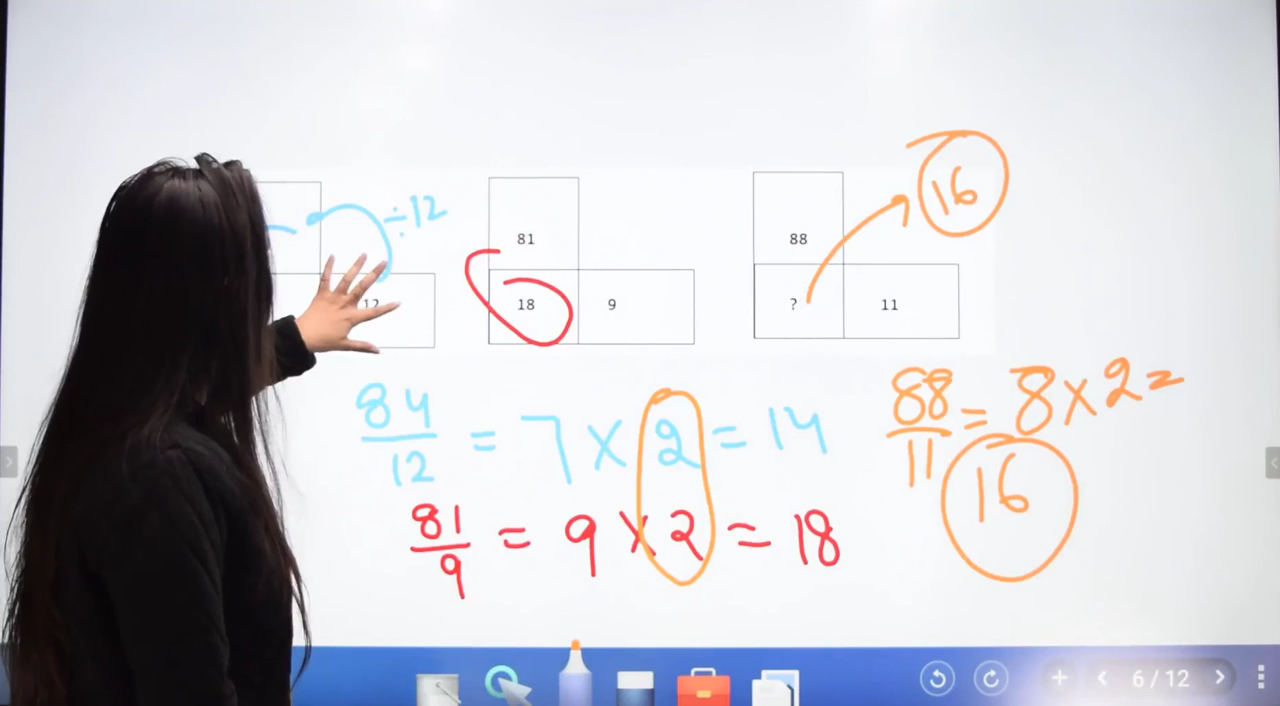 ÷12
16
81
88
12
18 9
? 11
84/12 = 7 × 2 = 14
88/11 = 8 × 2 =
16
81/9 = 9 × 2 = 18
6 / 12